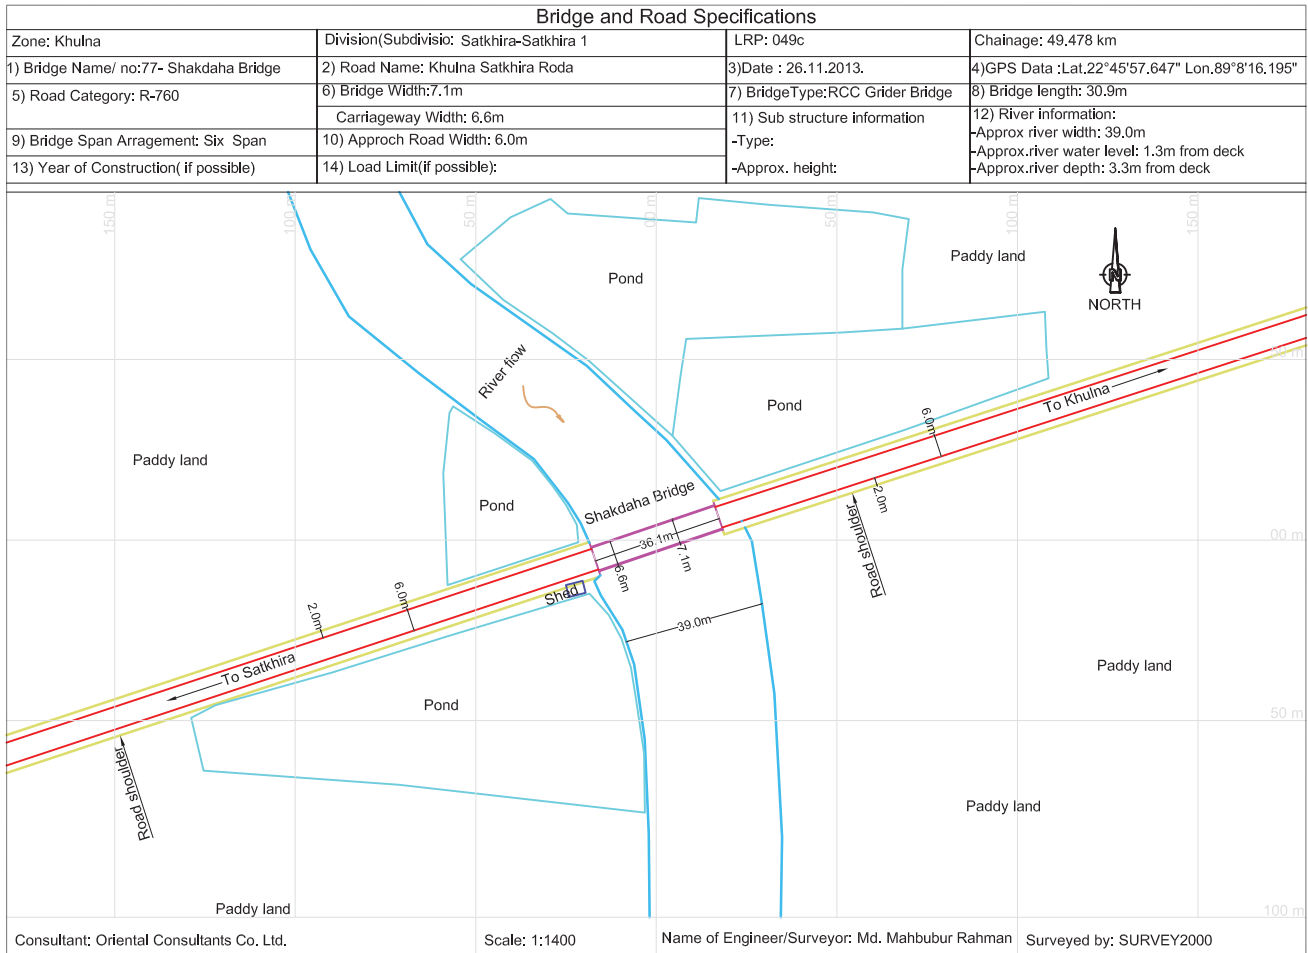 Bridge and Road Specifications
Zone: Khulna
Division(Subdivisio: Satkhira-Satkhira 1
LRP: 049c
Chainage: 49.478 km
1) Bridge Name/ no:77- Shakdaha Bridge
2) Road Name: Khulna Satkhira Roda
3)Date : 26.11.2013.
4)GPS Data :Lat.22°45'57.647" Lon.89°8'16.195"
5) Road Category: R-760
6) Bridge Width:7.1m
Carriageway Width: 6.6m
7) BridgeType:RCC Grider Bridge
8) Bridge length: 30.9m
9) Bridge Span Arragement: Six Span
10) Approch Road Width: 6.0m
11) Sub structure information
-Type:
-Approx. height:
12) River information:
-Approx river width: 39.0m
-Approx.river water level: 1.3m from deck
-Approx.river depth: 3.3m from deck
13) Year of Construction( if possible)
14) Load Limit(if possible):
150 m
100 m
50 m
00 m
50 m
100 m
150 m
Pond
Paddy land
NORTH
River flow
Pond
To Khulna
6.0m
Paddy land
Pond
Shakdaha Bridge
2.0m
36.1m
7.1m
6.6m
00 m
Road shoulder
Shed
6.0m
2.0m
39.0m
To Satkhira
Paddy land
Pond
50 m
Road shoulder
Paddy land
Paddy land
100 m
Consultant: Oriental Consultants Co. Ltd.
Scale: 1:1400
Name of Engineer/Surveyor: Md. Mahbubur Rahman
Surveyed by: SURVEY2000